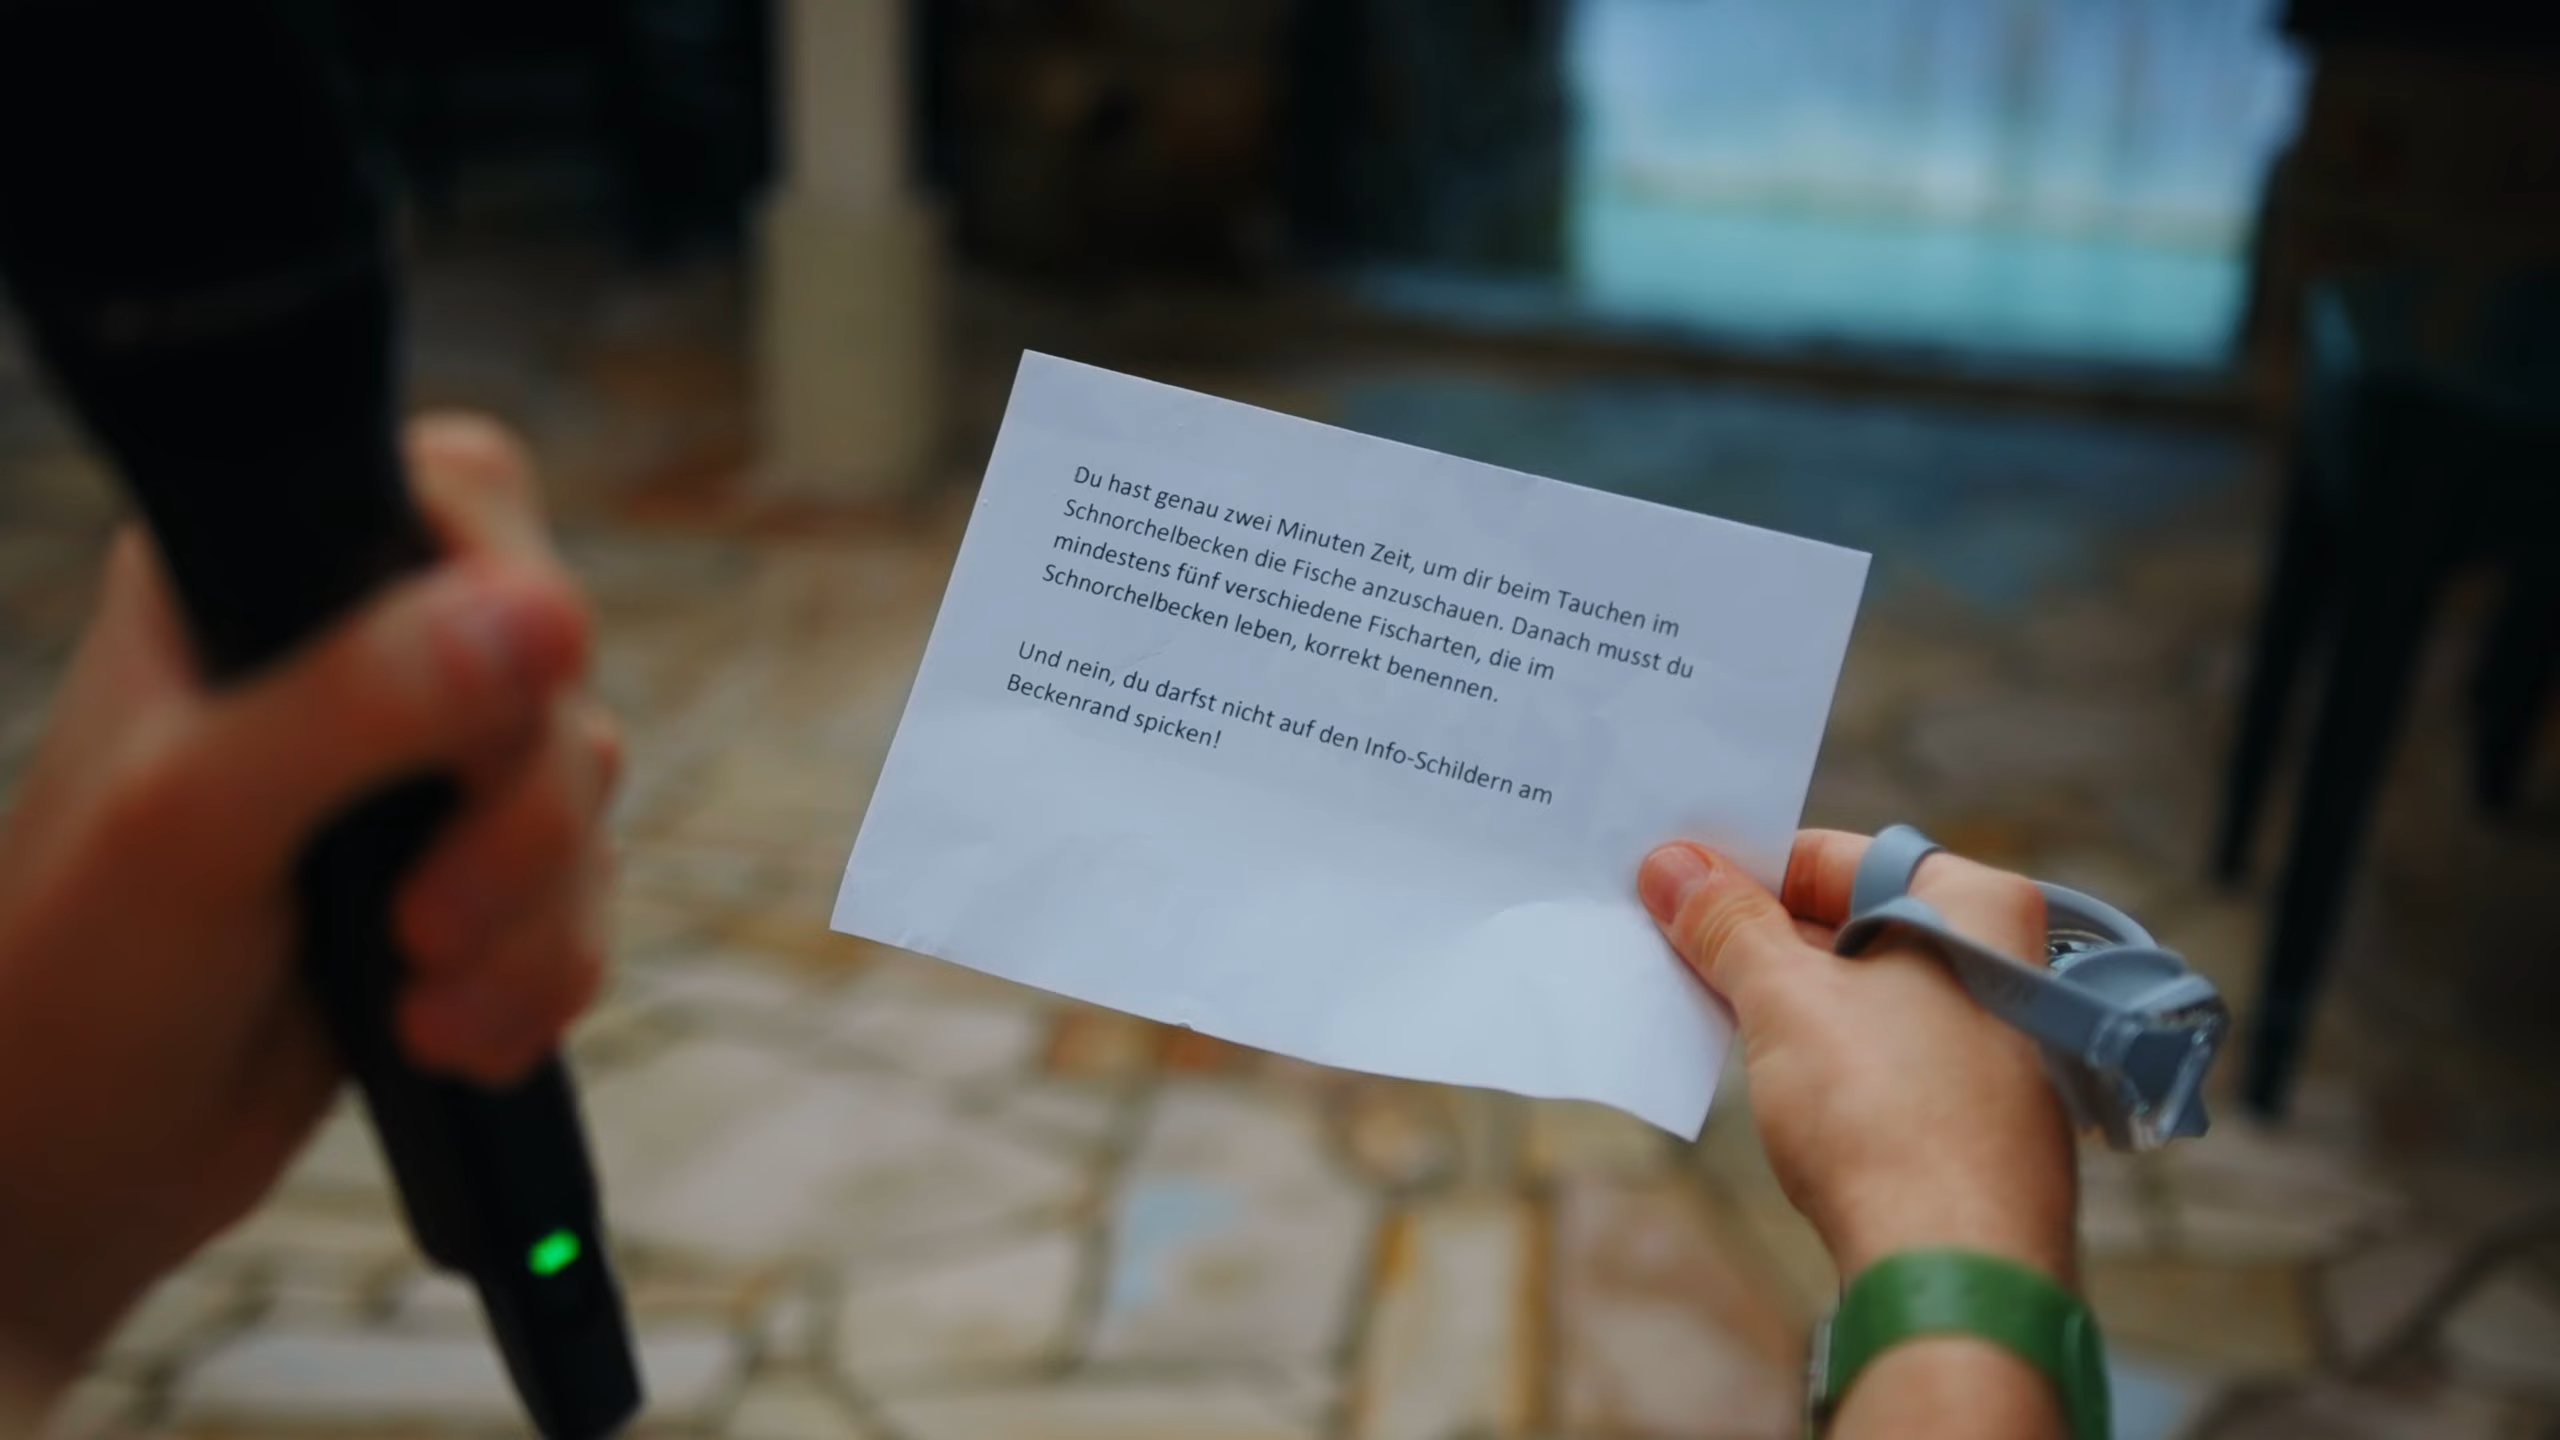 Du hast genau zwei Minuten Zeit, um dir beim Tauchen im
Schnorchelbecken die Fische anzuschauen. Danach musst du
mindestens fünf verschiedene Fischarten, die im
Schnorchelbecken leben, korrekt benennen.
Und nein, du darfst nicht auf den Info-Schildern am
Beckenrand spicken!